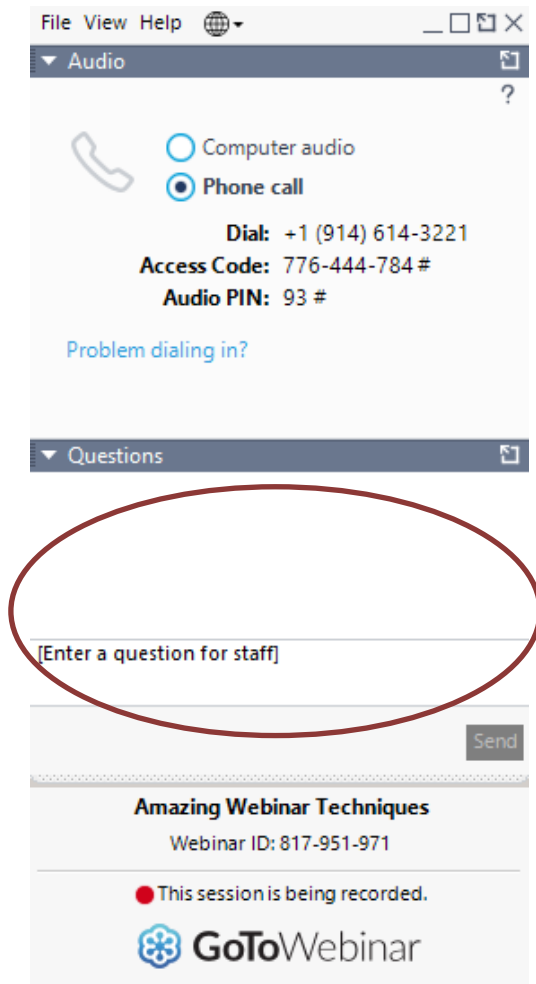 File View Help
Audio
?
Computer audio
Phone call
Dial: +1 (914) 614-3221
Access Code: 776-444-784 #
Audio PIN: 93 #
Problem dialing in?
Questions
[Enter a question for staff]
Send
Amazing Webinar Techniques
Webinar ID: 817-951-971
This session is being recorded.
GoToWebinar